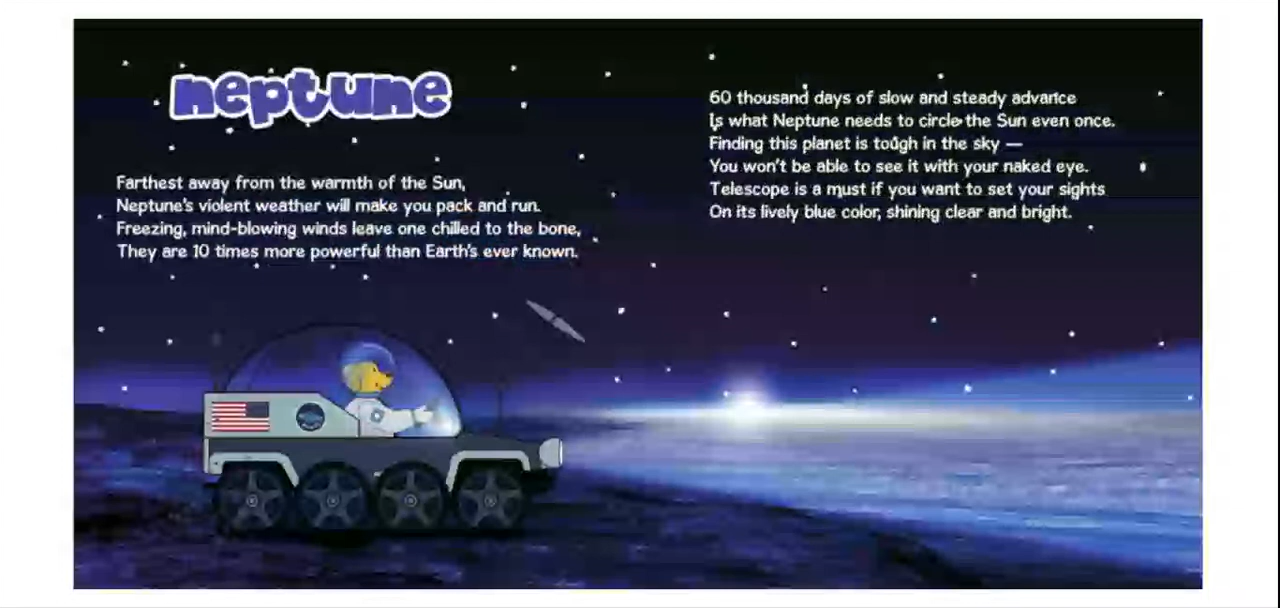 neptune
Farthest away from the warmth of the Sun,
Neptune's violent weather will make you pack and run.
Freezing, mind-blowing winds leave one chilled to the bone,
They are 10 times more powerful than Earth's ever known.
60 thousand days of slow and steady advance
Is what Neptune needs to circle the Sun even once.
Finding this planet is tough in the sky —
You won't be able to see it with your naked eye.
Telescope is a must if you want to set your sights
On its lively blue color, shining clear and bright.